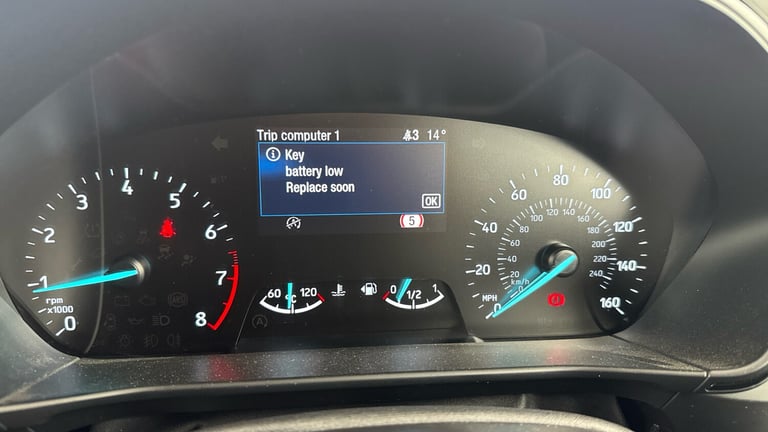 Trip computer 1 3 14°
Key
battery low
Replace soon
OK
5
0 1 2 3 4 5 6 7 8
rpm
x1000
60 °C 120
0 1/2 1
0 20 40 60 80 100 120 140 160
MPH
0 20 40 60 80 100 120 140 160 180 200 220 240
km/h